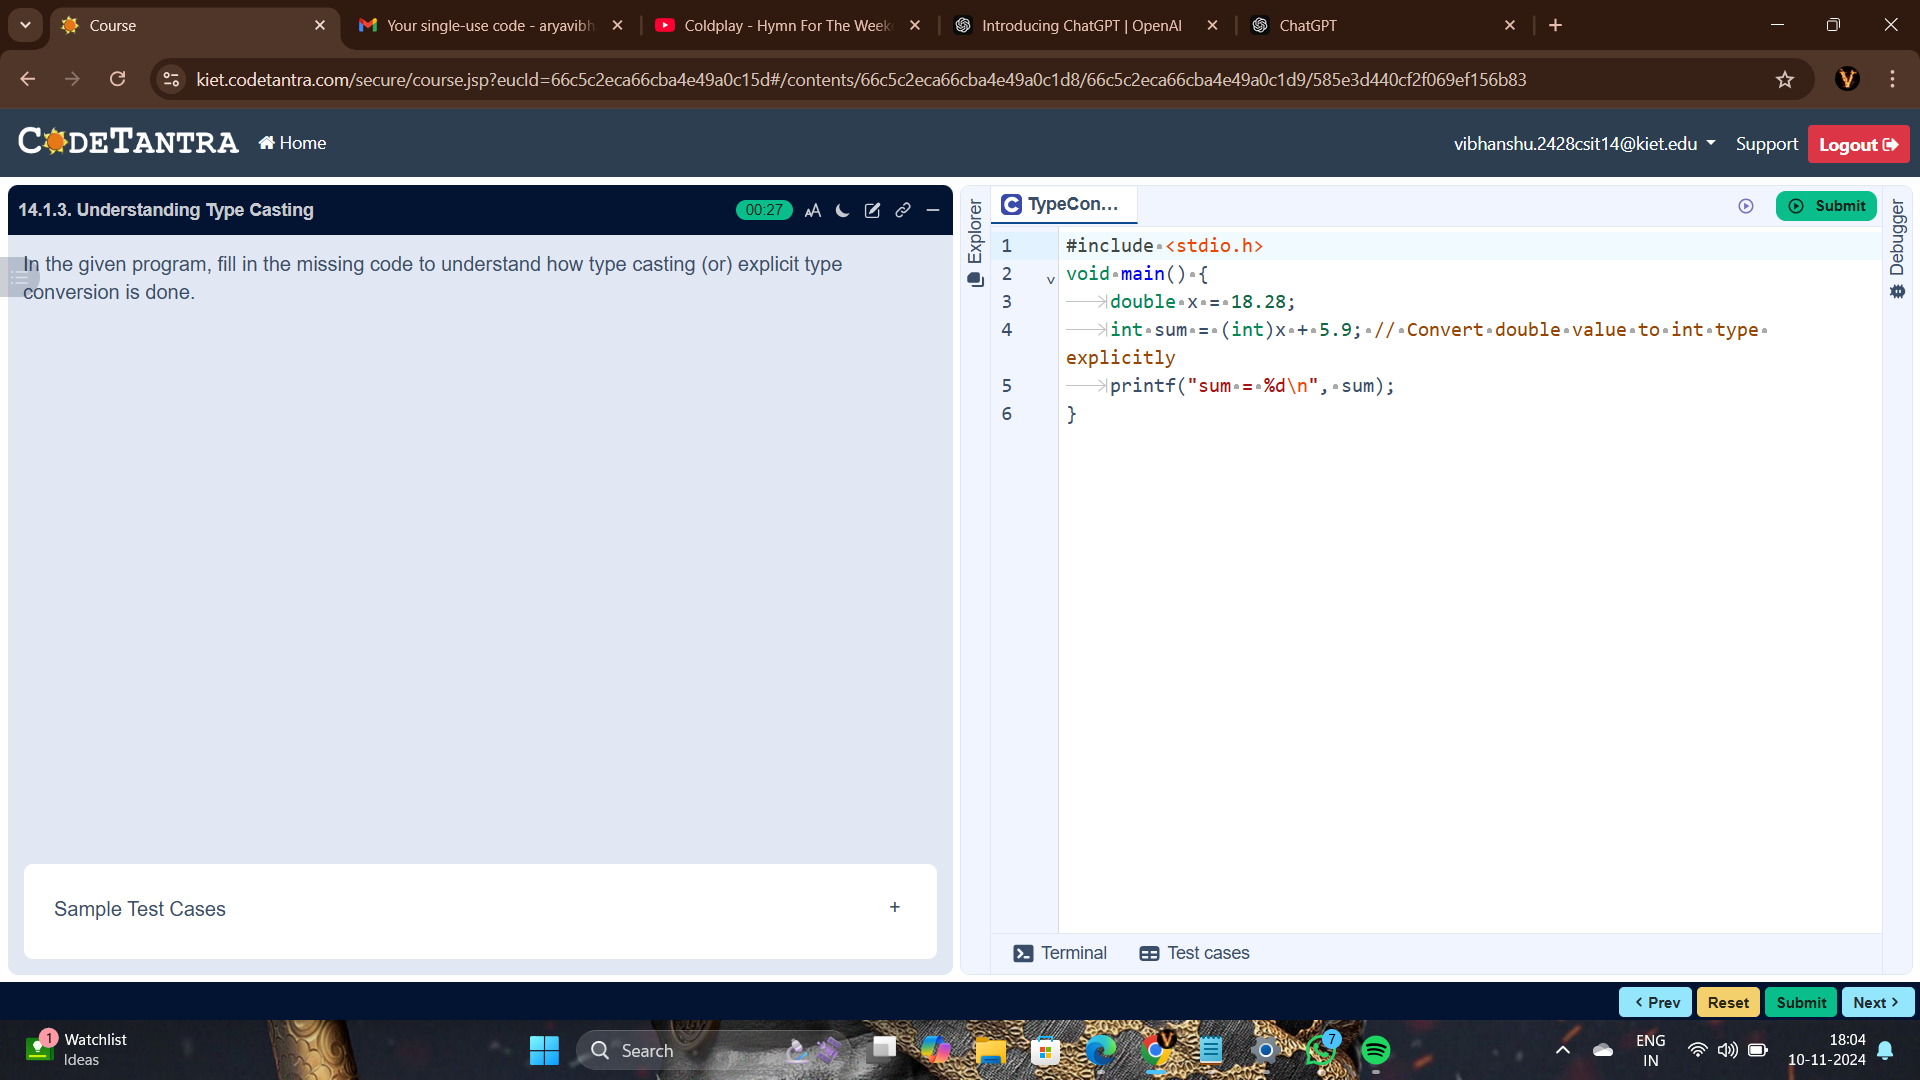 Course
Your single-use code - aryavibh
Coldplay - Hymn For The Week
Introducing ChatGPT | OpenAI
ChatGPT
kiet.codetantra.com/secure/course.jsp?eucId=66c5c2eca66cba4e49a0c15d#/contents/66c5c2eca66cba4e49a0c1d8/66c5c2eca66cba4e49a0c1d9/585e3d440cf2f069ef156b83
CODETANTRA
Home
vibhanshu.2428csit14@kiet.edu
Support
Logout
14.1.3. Understanding Type Casting
00:27
In the given program, fill in the missing code to understand how type casting (or) explicit type
conversion is done.
Sample Test Cases
+
Explorer
TypeCon...
Submit
Debugger
1 #include <stdio.h>
2 void main() {
3 double x = 18.28;
4 int sum = (int)x + 5.9; // Convert double value to int type
explicitly
5 printf("sum = %d\n", sum);
6 }
Terminal
Test cases
< Prev
Reset
Submit
Next >
1
Watchlist
Ideas
Search
7
ENG
IN
18:04
10-11-2024